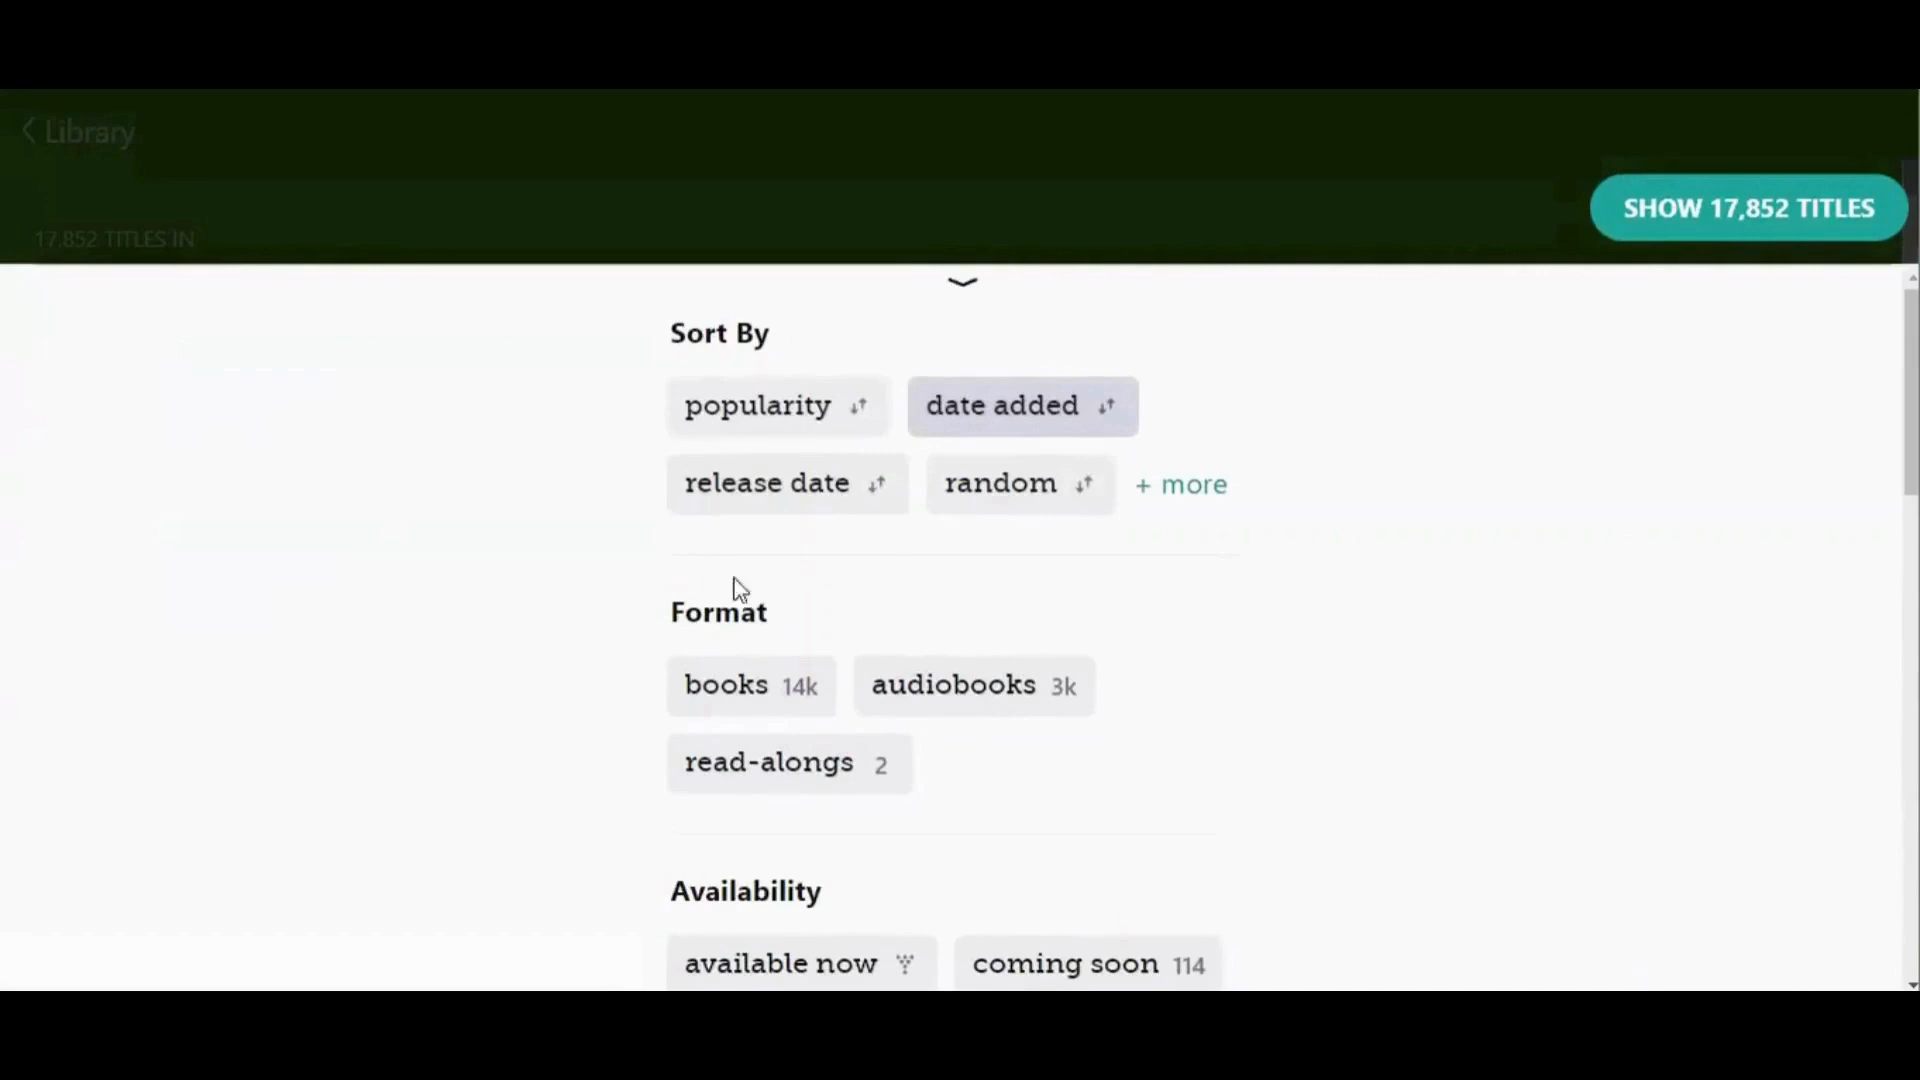 Library
SHOW 17,852 TITLES
17,852 TITLES IN
Sort By
popularity
date added
release date
random
+ more
Format
books 14k
audiobooks 3k
read-alongs 2
Availability
available now
coming soon 114